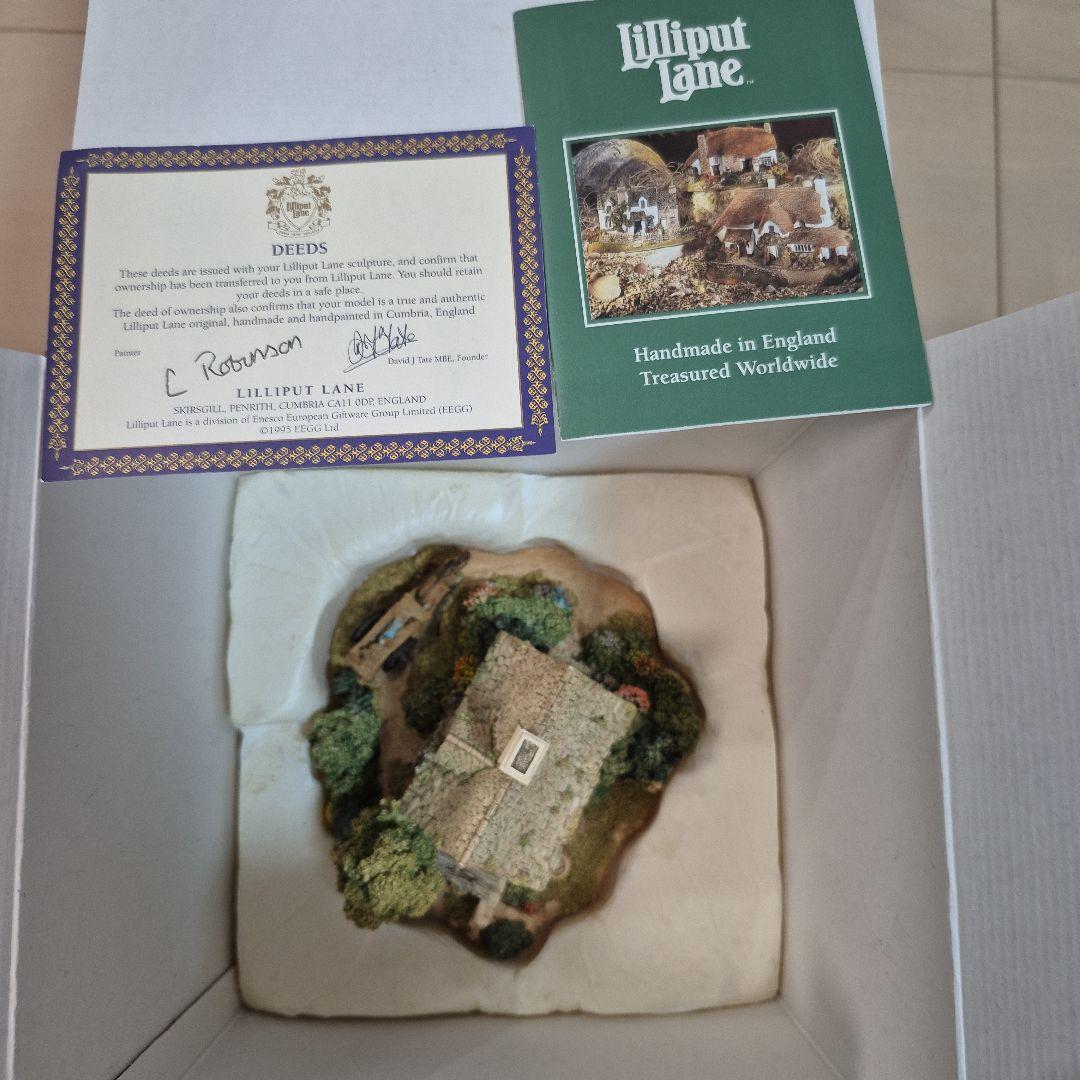 Lilliput
Lane™
Lilliput
Lane
DEEDS
These deeds are issued with your Lilliput Lane sculpture, and confirm that
ownership has been transferred to you from Lilliput Lane. You should retain
your deeds in a safe place.
The deed of ownership also confirms that your model is a true and authentic
Lilliput Lane original, handmade and handpainted in Cumbria, England
Painter
C Robinson
David J Tate MBE, Founder
LILLIPUT LANE
SKIRSGILL, PENRITH, CUMBRIA CA11 0DP, ENGLAND
Lilliput Lane is a division of Enesco European Giftware Group Limited (EEGG)
©1995 EEGG Ltd.
Handmade in England
Treasured Worldwide